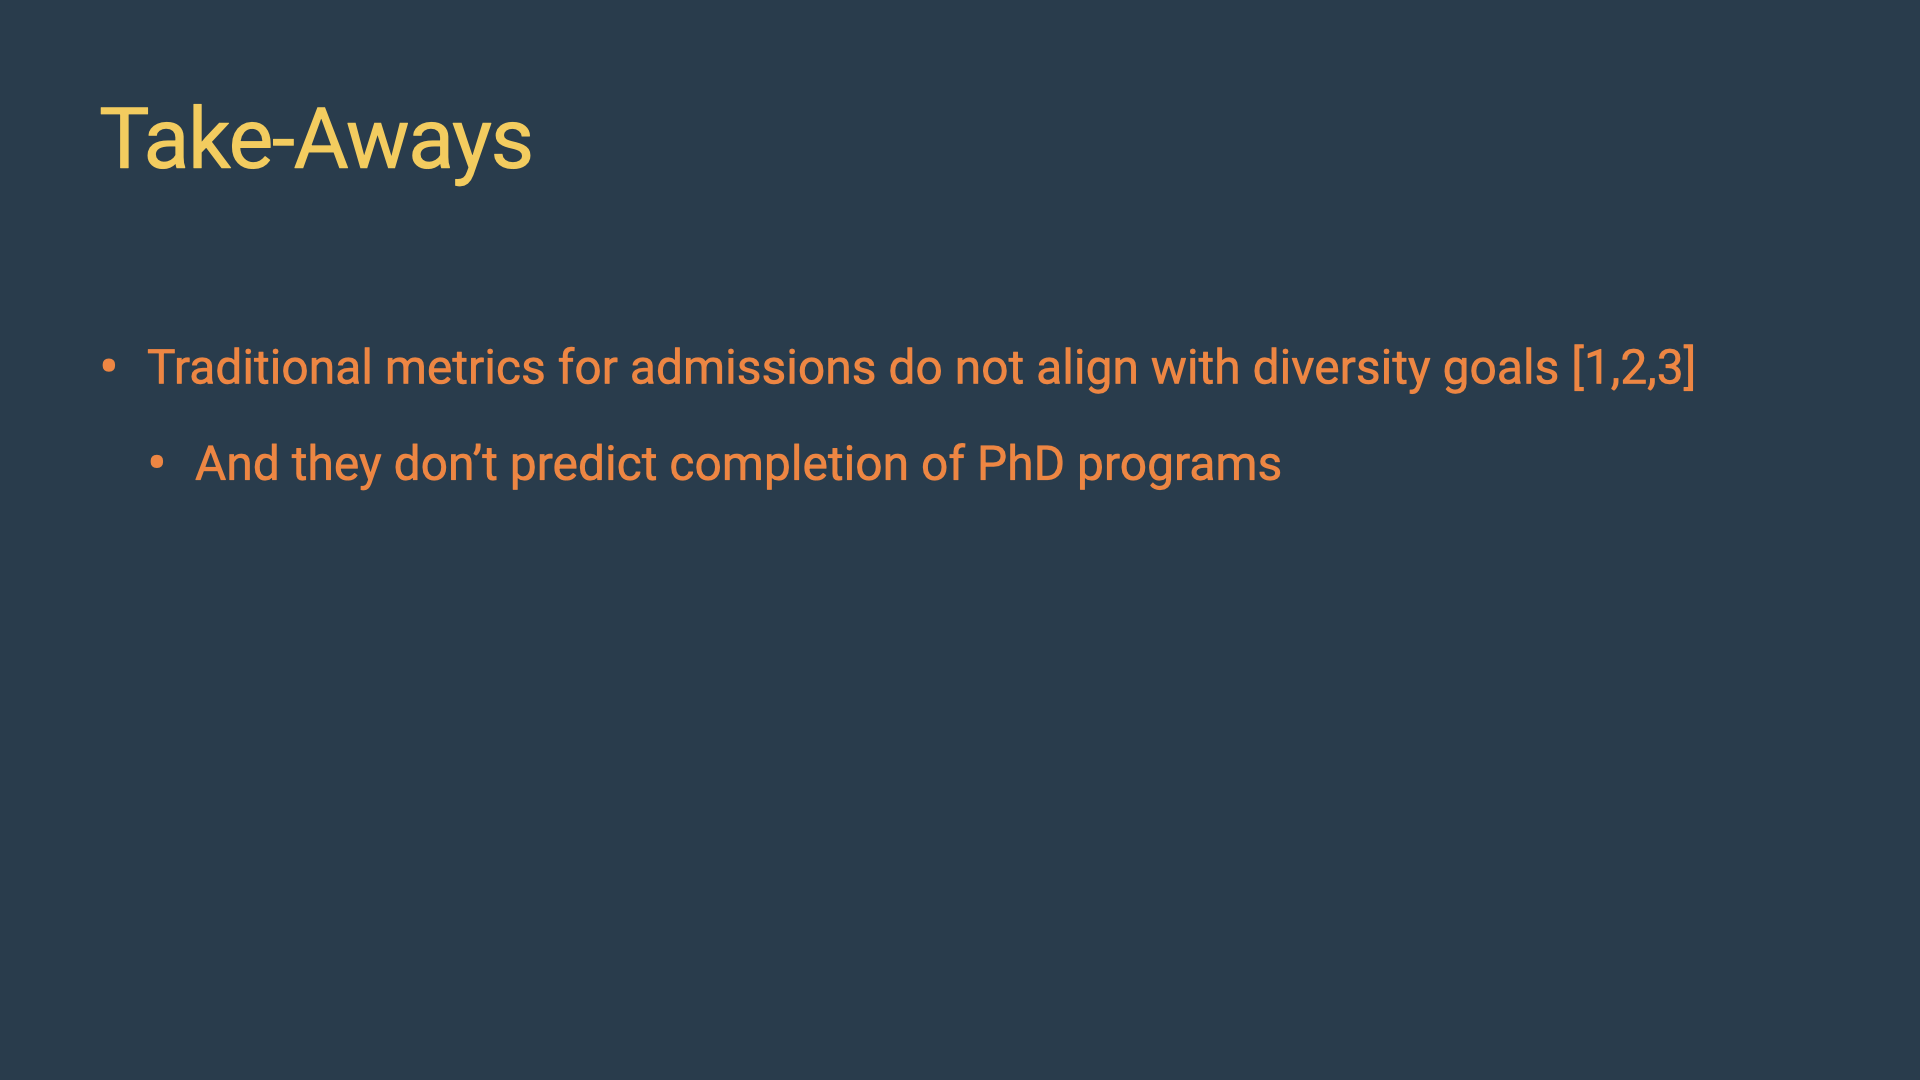 Take-Aways
• Traditional metrics for admissions do not align with diversity goals [1,2,3]
• And they don’t predict completion of PhD programs